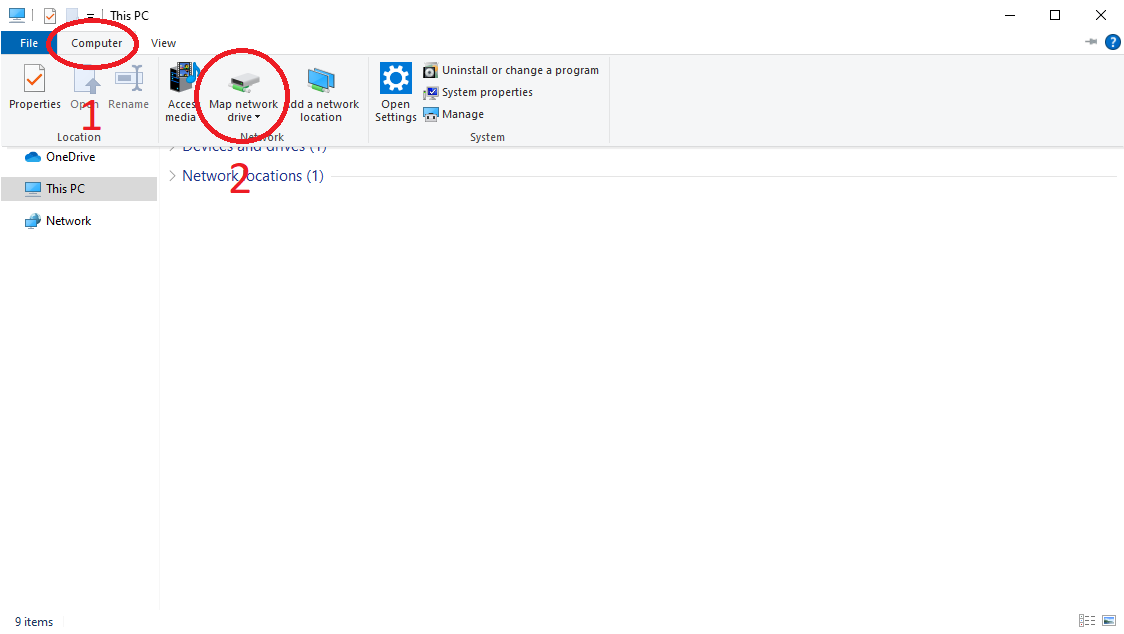 This PC
File
Computer
View
Properties
Open
Rename
Access
media
Map network
drive
Add a network
location
Open
Settings
Uninstall or change a program
System properties
Manage
Location
Network
System
1
2
OneDrive
This PC
Network
Devices and drives (1)
Network locations (1)
9 items